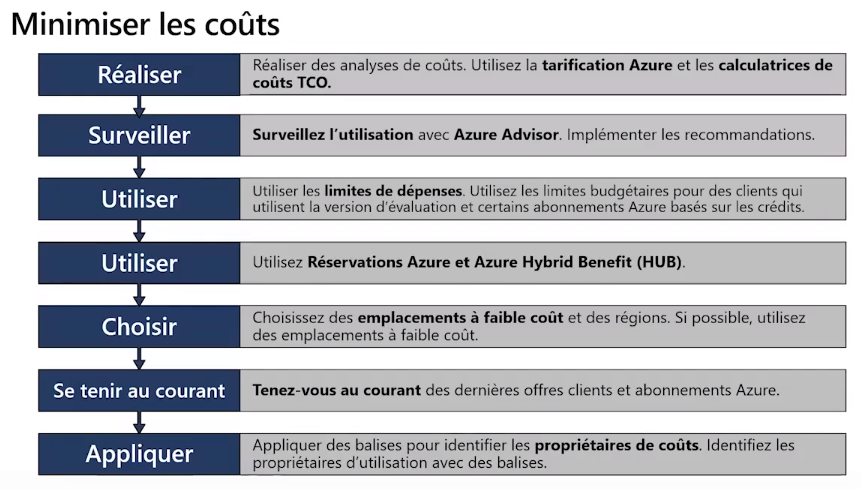 Minimiser les coûts
Réaliser
Réaliser des analyses de coûts. Utilisez la tarification Azure et les calculatrices de
coûts TCO.
Surveiller
Surveillez l’utilisation avec Azure Advisor. Implémenter les recommandations.
Utiliser
Utiliser les limites de dépenses. Utilisez les limites budgétaires pour des clients qui
utilisent la version d’évaluation et certains abonnements Azure basés sur les crédits.
Utiliser
Utilisez Réservations Azure et Azure Hybrid Benefit (HUB).
Choisir
Choisissez des emplacements à faible coût et des régions. Si possible, utilisez
des emplacements à faible coût.
Se tenir au courant
Tenez-vous au courant des dernières offres clients et abonnements Azure.
Appliquer
Appliquer des balises pour identifier les propriétaires de coûts. Identifiez les
propriétaires d’utilisation avec des balises.